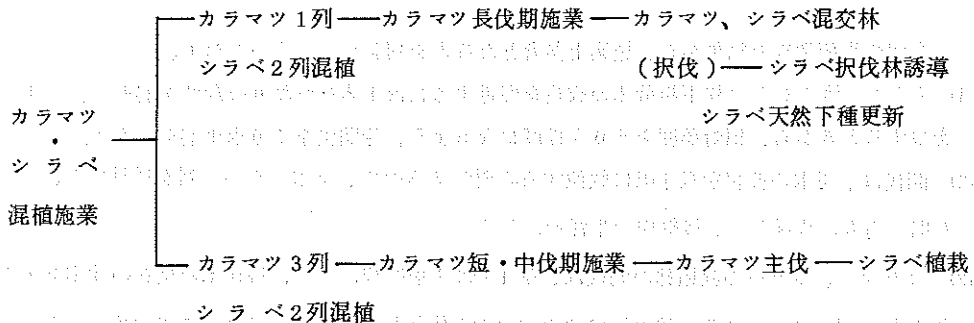 カラマツ1列――カラマツ長伐期施業――カラマツ、シラベ混交林
シラベ2列混植
(択伐)――シラベ択伐林誘導
シラベ天然下種更新
カラマツ
・
シラベ
混植施業
カラマツ3列――カラマツ短・中伐期施業――カラマツ主伐――シラベ植栽
シラベ2列混植